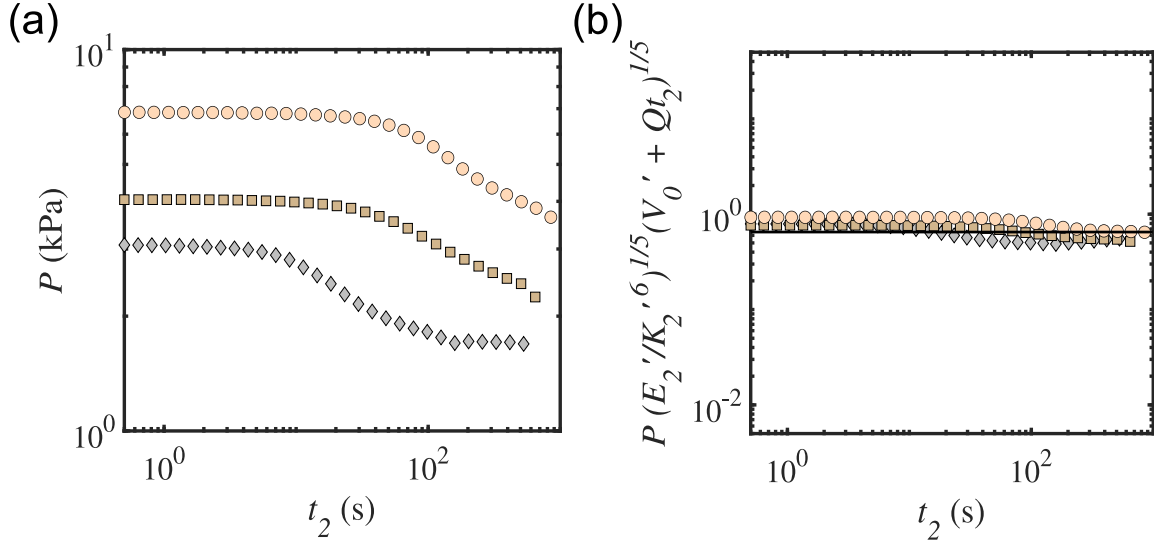 (a)
10^1
10^0
P (kPa)
10^0
10^2
t_2 (s)
(b)
10^0
10^-2
P (E_2'/K_2'^6)^1/5(V_0' + Qt_2)^1/5
10^0
10^2
t_2 (s)